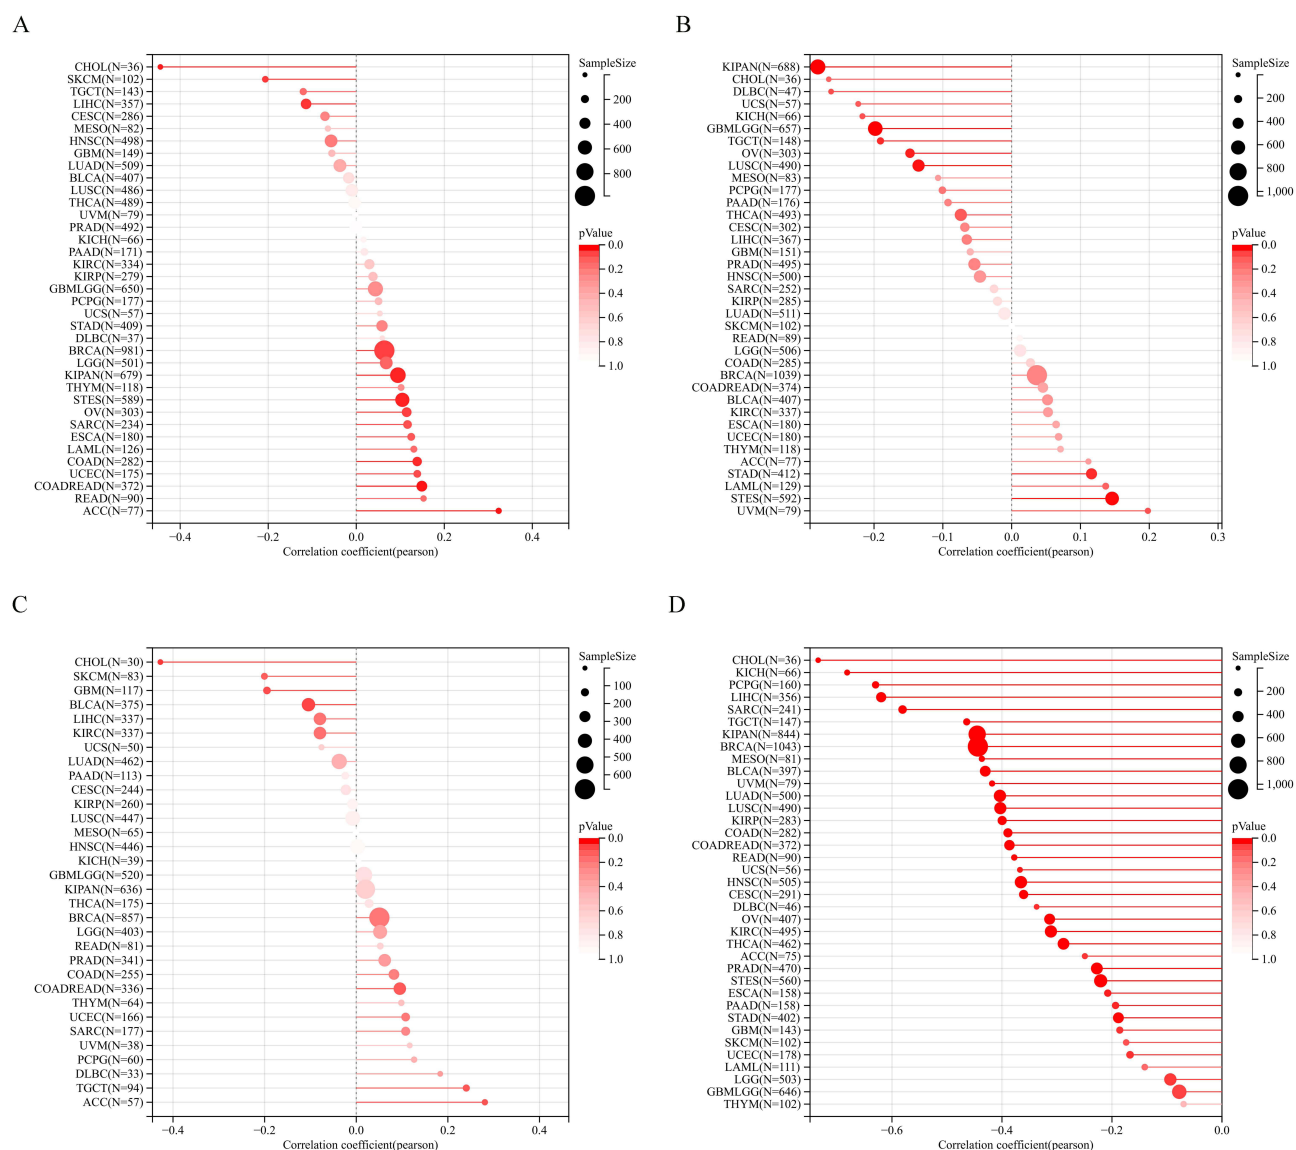 A
CHOL(N=36)
SKCM(N=102)
TGCT(N=143)
LIHC(N=357)
CESC(N=286)
MESO(N=82)
HNSC(N=498)
GBM(N=149)
LUAD(N=509)
BLCA(N=407)
LUSC(N=486)
THCA(N=489)
UVM(N=79)
PRAD(N=492)
KICH(N=66)
PAAD(N=171)
KIRC(N=334)
KIRP(N=279)
GBMLGG(N=650)
PCPG(N=177)
UCS(N=57)
STAD(N=409)
DLBC(N=37)
BRCA(N=981)
LGG(N=501)
KIPAN(N=679)
THYM(N=118)
STES(N=589)
OV(N=303)
SARC(N=234)
ESCA(N=180)
LAML(N=126)
COAD(N=282)
UCEC(N=175)
COADREAD(N=372)
READ(N=90)
ACC(N=77)
−0.4 −0.2 0.0 0.2 0.4
Correlation coefficient(pearson)
SampleSize
200
400
600
800
pValue
0.0
0.2
0.4
0.6
0.8
1.0
B
KIPAN(N=688)
CHOL(N=36)
DLBC(N=47)
UCS(N=57)
KICH(N=66)
GBMLGG(N=657)
TGCT(N=148)
OV(N=303)
LUSC(N=490)
MESO(N=83)
PCPG(N=177)
PAAD(N=176)
THCA(N=493)
CESC(N=302)
LIHC(N=367)
GBM(N=151)
PRAD(N=495)
HNSC(N=500)
SARC(N=252)
KIRP(N=285)
LUAD(N=511)
SKCM(N=102)
READ(N=89)
LGG(N=506)
COAD(N=285)
BRCA(N=1039)
COADREAD(N=374)
BLCA(N=407)
KIRC(N=337)
ESCA(N=180)
UCEC(N=180)
THYM(N=118)
ACC(N=77)
STAD(N=412)
LAML(N=129)
STES(N=592)
UVM(N=79)
−0.2 −0.1 0.0 0.1 0.2 0.3
Correlation coefficient(pearson)
SampleSize
200
400
600
800
1,000
pValue
0.0
0.2
0.4
0.6
0.8
1.0
C
CHOL(N=30)
SKCM(N=83)
GBM(N=117)
BLCA(N=375)
LIHC(N=337)
KIRC(N=337)
UCS(N=50)
LUAD(N=462)
PAAD(N=113)
CESC(N=244)
KIRP(N=260)
LUSC(N=447)
MESO(N=65)
HNSC(N=446)
KICH(N=39)
GBMLGG(N=520)
KIPAN(N=636)
THCA(N=175)
BRCA(N=857)
LGG(N=403)
READ(N=81)
PRAD(N=341)
COAD(N=255)
COADREAD(N=336)
THYM(N=64)
UCEC(N=166)
SARC(N=177)
UVM(N=38)
PCPG(N=60)
DLBC(N=33)
TGCT(N=94)
ACC(N=57)
−0.4 −0.2 0.0 0.2 0.4
Correlation coefficient(pearson)
SampleSize
100
200
300
400
500
600
pValue
0.0
0.2
0.4
0.6
0.8
1.0
D
CHOL(N=36)
KICH(N=66)
PCPG(N=160)
LIHC(N=356)
SARC(N=241)
TGCT(N=147)
KIPAN(N=844)
BRCA(N=1043)
MESO(N=81)
BLCA(N=397)
UVM(N=79)
LUAD(N=500)
LUSC(N=490)
KIRP(N=283)
COAD(N=282)
COADREAD(N=372)
READ(N=90)
UCS(N=56)
HNSC(N=505)
CESC(N=291)
DLBC(N=46)
OV(N=407)
KIRC(N=495)
THCA(N=462)
ACC(N=75)
PRAD(N=470)
STES(N=560)
ESCA(N=158)
PAAD(N=158)
STAD(N=402)
GBM(N=143)
SKCM(N=102)
UCEC(N=178)
LAML(N=111)
LGG(N=503)
GBMLGG(N=646)
THYM(N=102)
−0.6 −0.4 −0.2 0.0
Correlation coefficient(pearson)
SampleSize
200
400
600
800
1,000
pValue
0.0
0.2
0.4
0.6
0.8
1.0